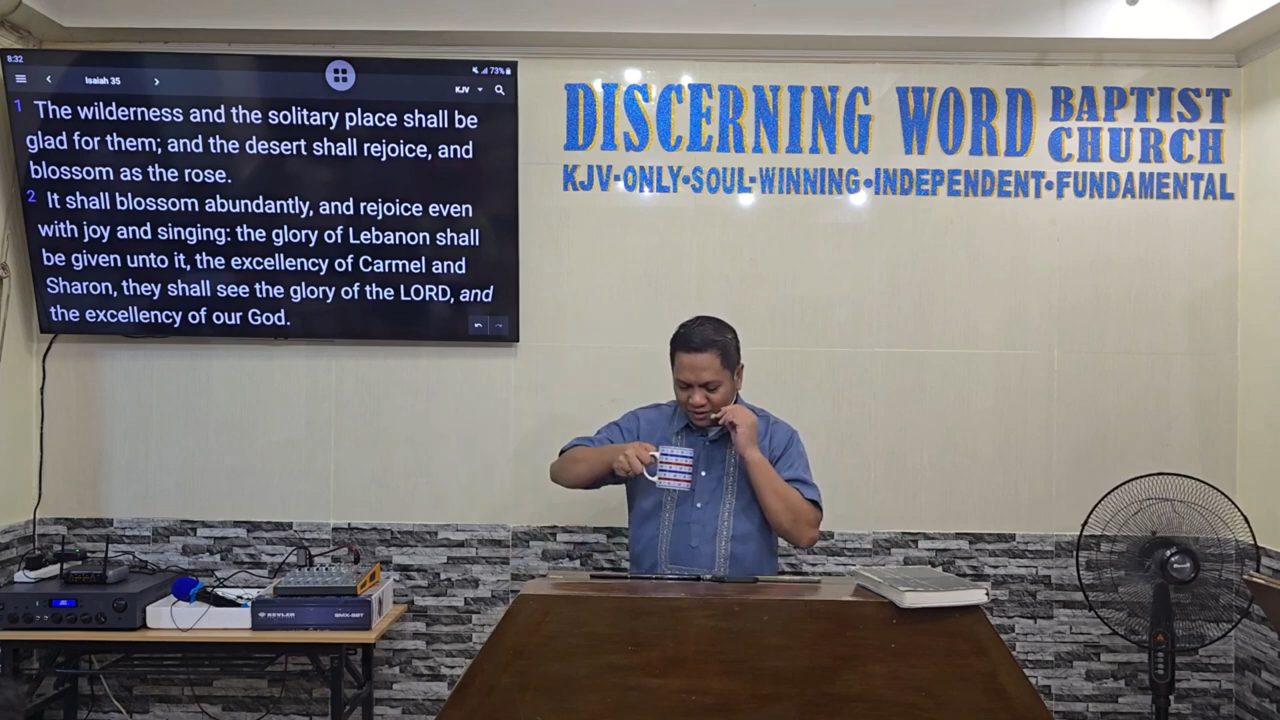 8:32
73%
Isaiah 35
KJV
1 The wilderness and the solitary place shall be
glad for them; and the desert shall rejoice, and
blossom as the rose.
2 It shall blossom abundantly, and rejoice even
with joy and singing: the glory of Lebanon shall
be given unto it, the excellency of Carmel and
Sharon, they shall see the glory of the LORD, and
the excellency of our God.
DISCERNING WORD BAPTIST
CHURCH
KJV-ONLY•SOUL-WINNING•INDEPENDENT•FUNDAMENTAL
KEVLER